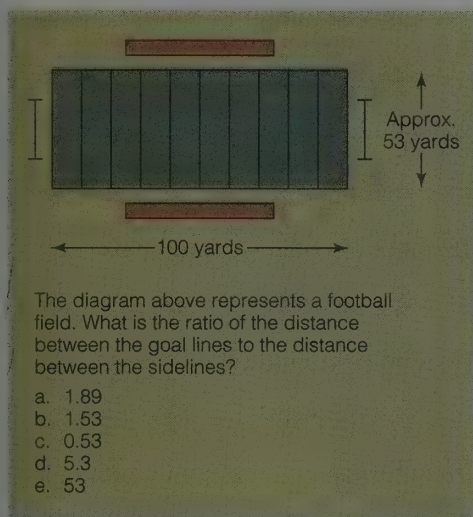 Approx.
53 yards
100 yards
The diagram above represents a football
field. What is the ratio of the distance
between the goal lines to the distance
between the sidelines?
a. 1.89
b. 1.53
c. 0.53
d. 5.3
e. 53